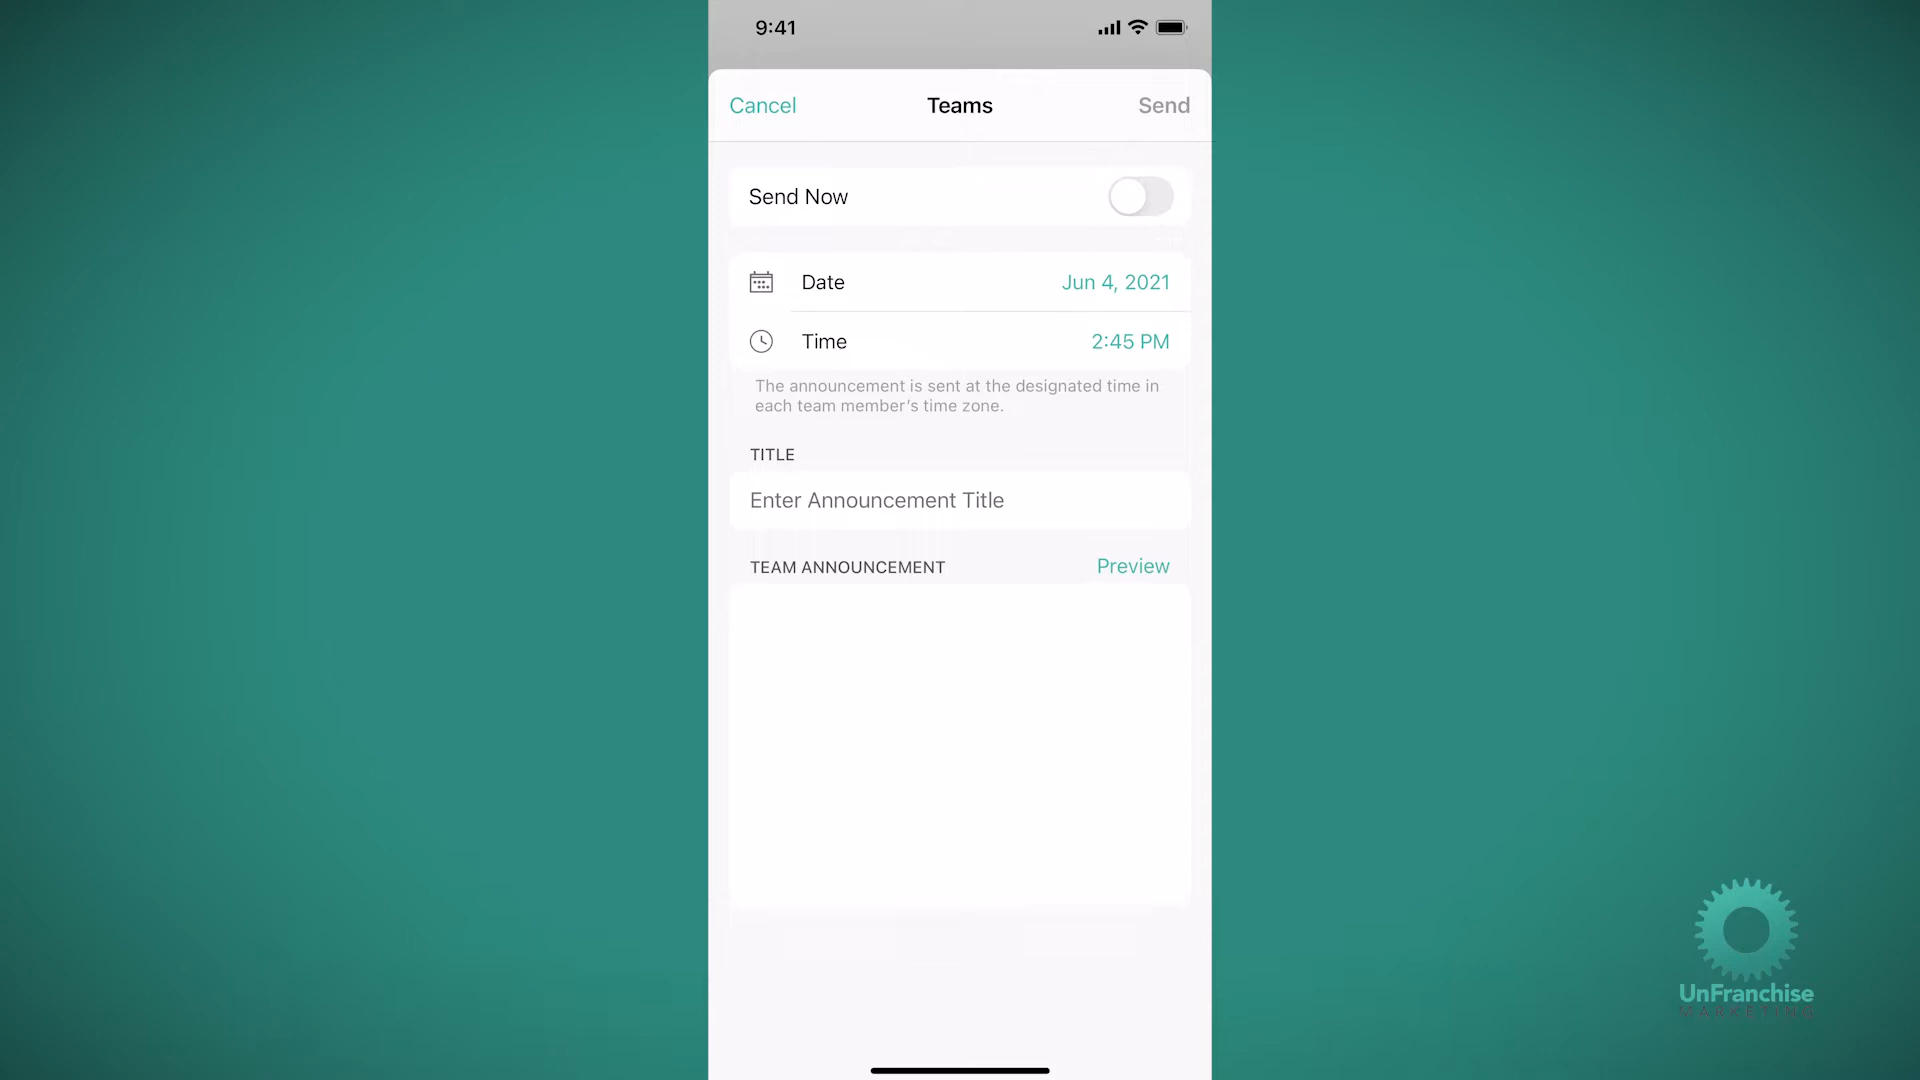 9:41
Cancel
Teams
Send
Send Now
Date
Jun 4, 2021
Time
2:45 PM
The announcement is sent at the designated time in
each team member's time zone.
TITLE
Enter Announcement Title
TEAM ANNOUNCEMENT
Preview
UnFranchise
MARKETING